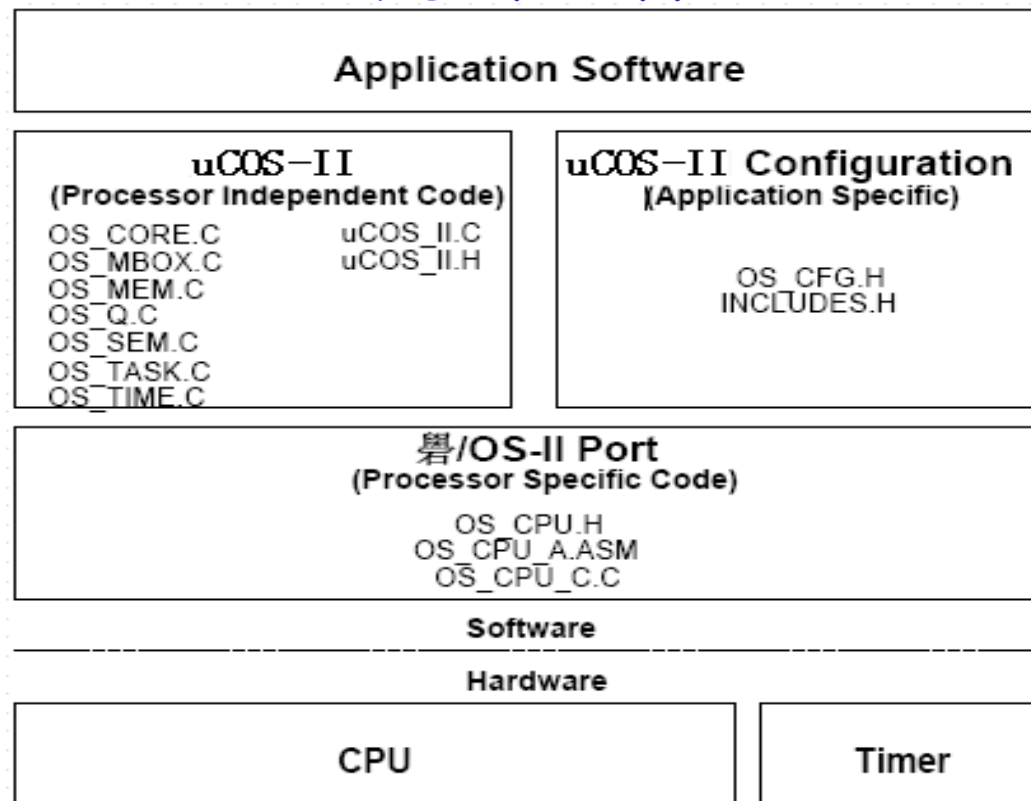 Application Software
uCOS-II
(Processor Independent Code)
OS_CORE.C
OS_MBOX.C
OS_MEM.C
OS_Q.C
OS_SEM.C
OS_TASK.C
OS_TIME.C
uCOS_II.C
uCOS_II.H
uCOS-II Configuration
(Application Specific)
OS_CFG.H
INCLUDES.H
礐/OS-II Port
(Processor Specific Code)
OS_CPU.H
OS_CPU_A.ASM
OS_CPU_C.C
Software
Hardware
CPU
Timer